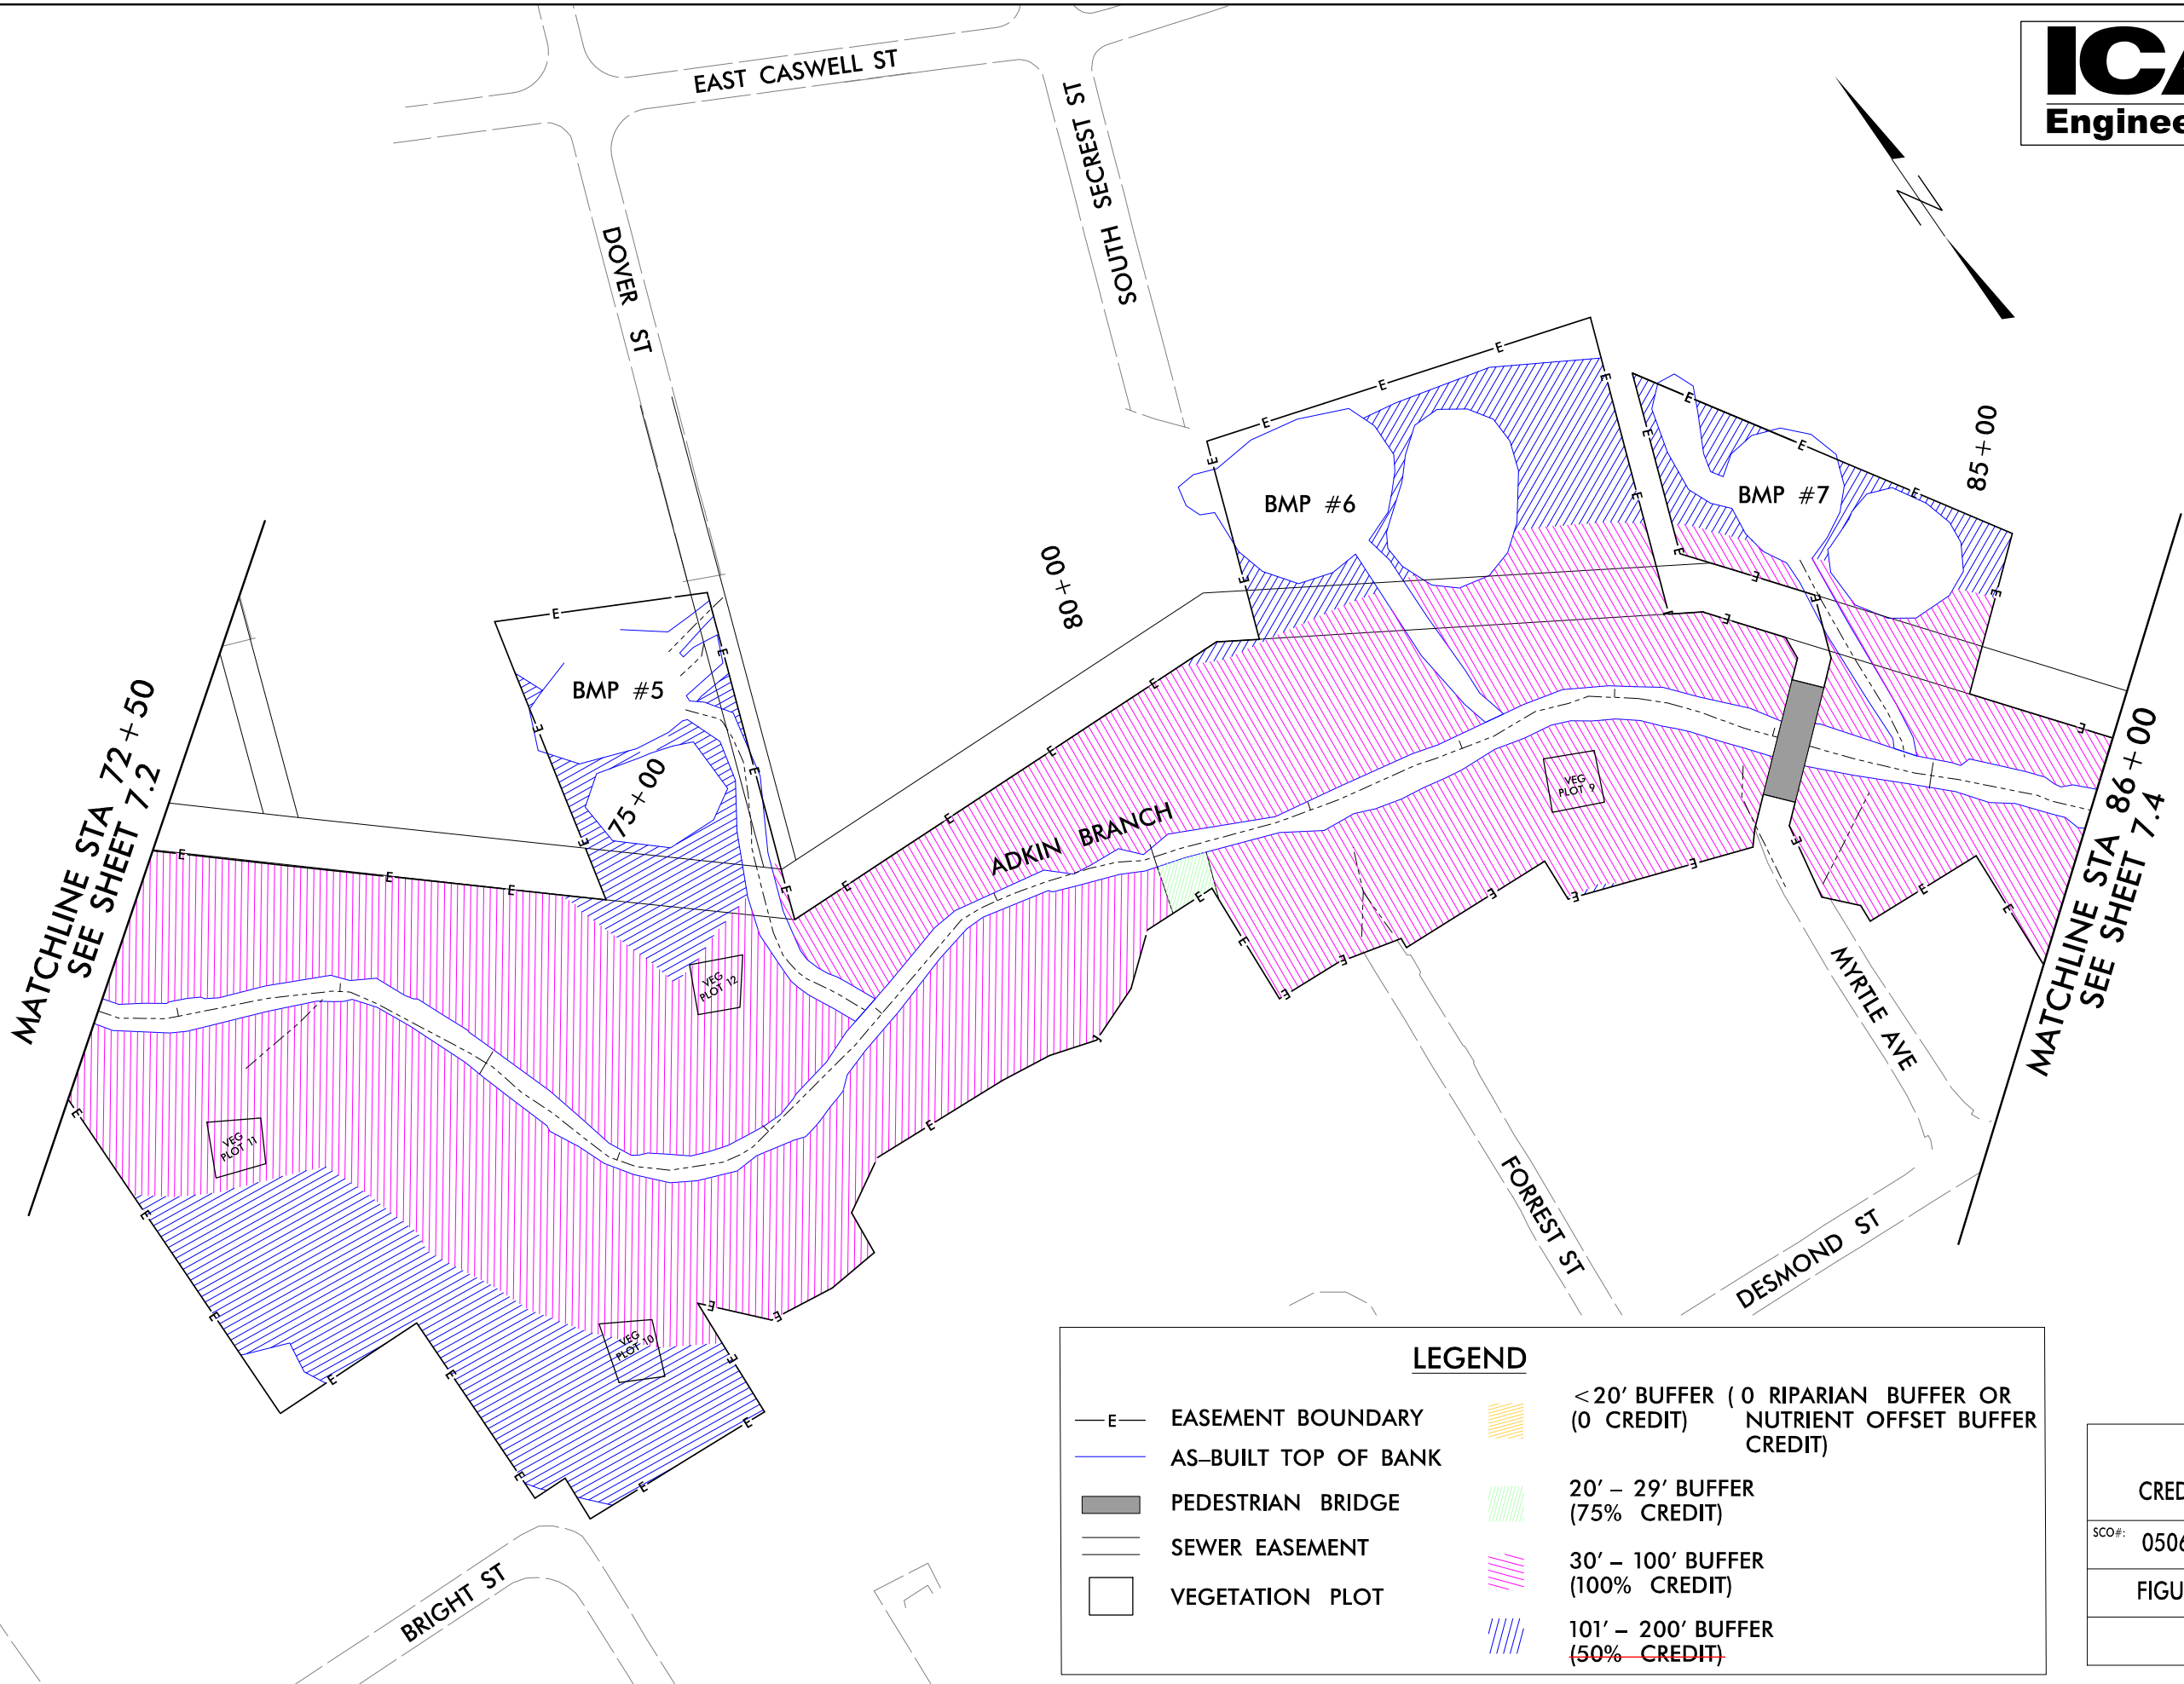 EAST CASWELL ST
SOUTH SECREST ST
DOVER ST
ICA
Enginee
85+00
BMP #6
BMP #7
80+00
BMP #5
75+00
MATCHLINE STA 72+50
SEE SHEET 7.2
ADKIN BRANCH
VEG
PLOT 9
VEG
PLOT 12
VEG
PLOT 11
VEG
PLOT 10
MATCHLINE STA 86+00
SEE SHEET 7.4
MYRTLE AVE
FORREST ST
DESMOND ST
BRIGHT ST
LEGEND
E EASEMENT BOUNDARY
AS-BUILT TOP OF BANK
PEDESTRIAN BRIDGE
SEWER EASEMENT
VEGETATION PLOT
<20' BUFFER ( 0 RIPARIAN BUFFER OR
(0 CREDIT) NUTRIENT OFFSET BUFFER
CREDIT)
20' – 29' BUFFER
(75% CREDIT)
30' – 100' BUFFER
(100% CREDIT)
101' – 200' BUFFER
(50% CREDIT)
CRED
SCO#: 0506
FIGU